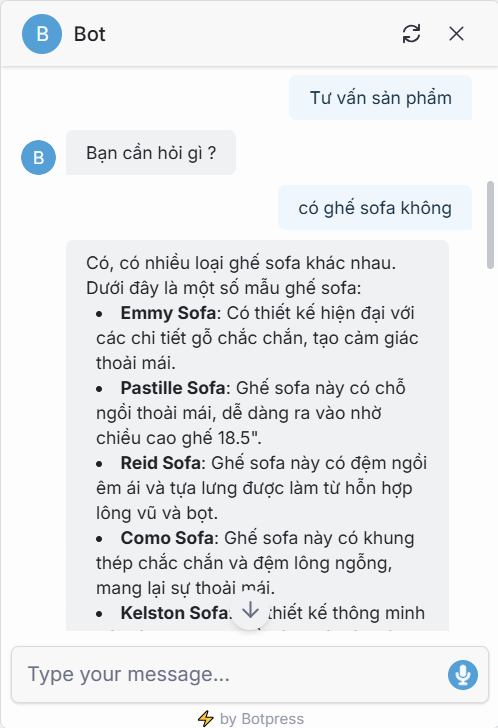 B Bot
Tư vấn sản phẩm
B Bạn cần hỏi gì ?
có ghế sofa không
Có, có nhiều loại ghế sofa khác nhau.
Dưới đây là một số mẫu ghế sofa:
• Emmy Sofa: Có thiết kế hiện đại với
các chi tiết gỗ chắc chắn, tạo cảm giác
thoải mái.
• Pastille Sofa: Ghế sofa này có chỗ
ngồi thoải mái, dễ dàng ra vào nhờ
chiều cao ghế 18.5".
• Reid Sofa: Ghế sofa này có đệm ngồi
êm ái và tựa lưng được làm từ hỗn hợp
lông vũ và bọt.
• Como Sofa: Ghế sofa này có khung
thép chắc chắn và đệm lông ngỗng,
mang lại sự thoải mái.
• Kelston Sofa: thiết kế thông minh
Type your message...
by Botpress